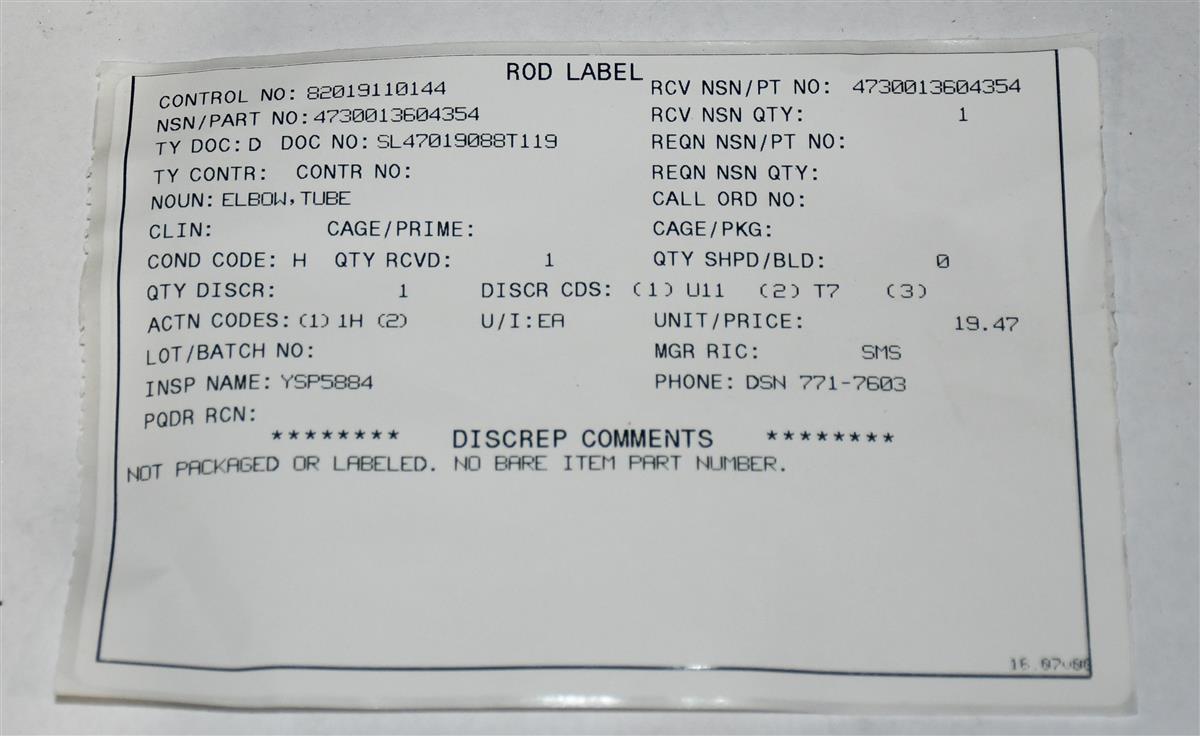 ROD LABEL
CONTROL NO: 82019110144 RCV NSN/PT NO: 4730013604354
NSN/PART NO:4730013604354 RCV NSN QTY: 1
TY DOC: D DOC NO: SL47019088T119 REQN NSN/PT NO:
TY CONTR: CONTR NO: REQN NSN QTY:
NOUN: ELBOW,TUBE CALL ORD NO:
CLIN: CAGE/PRIME: CAGE/PKG:
COND CODE: H QTY RCVD: 1 QTY SHPD/BLD: 0
QTY DISCR: 1 DISCR CDS: (1) U11 (2) T7 (3)
ACTN CODES: (1) 1H (2) U/I:EA UNIT/PRICE: 19.47
LOT/BATCH NO: MGR RIC: SMS
INSP NAME: YSP5884 PHONE: DSN 771-7603
PQDR RCN:
******** DISCREP COMMENTS ********
NOT PACKAGED OR LABELED. NO BARE ITEM PART NUMBER.